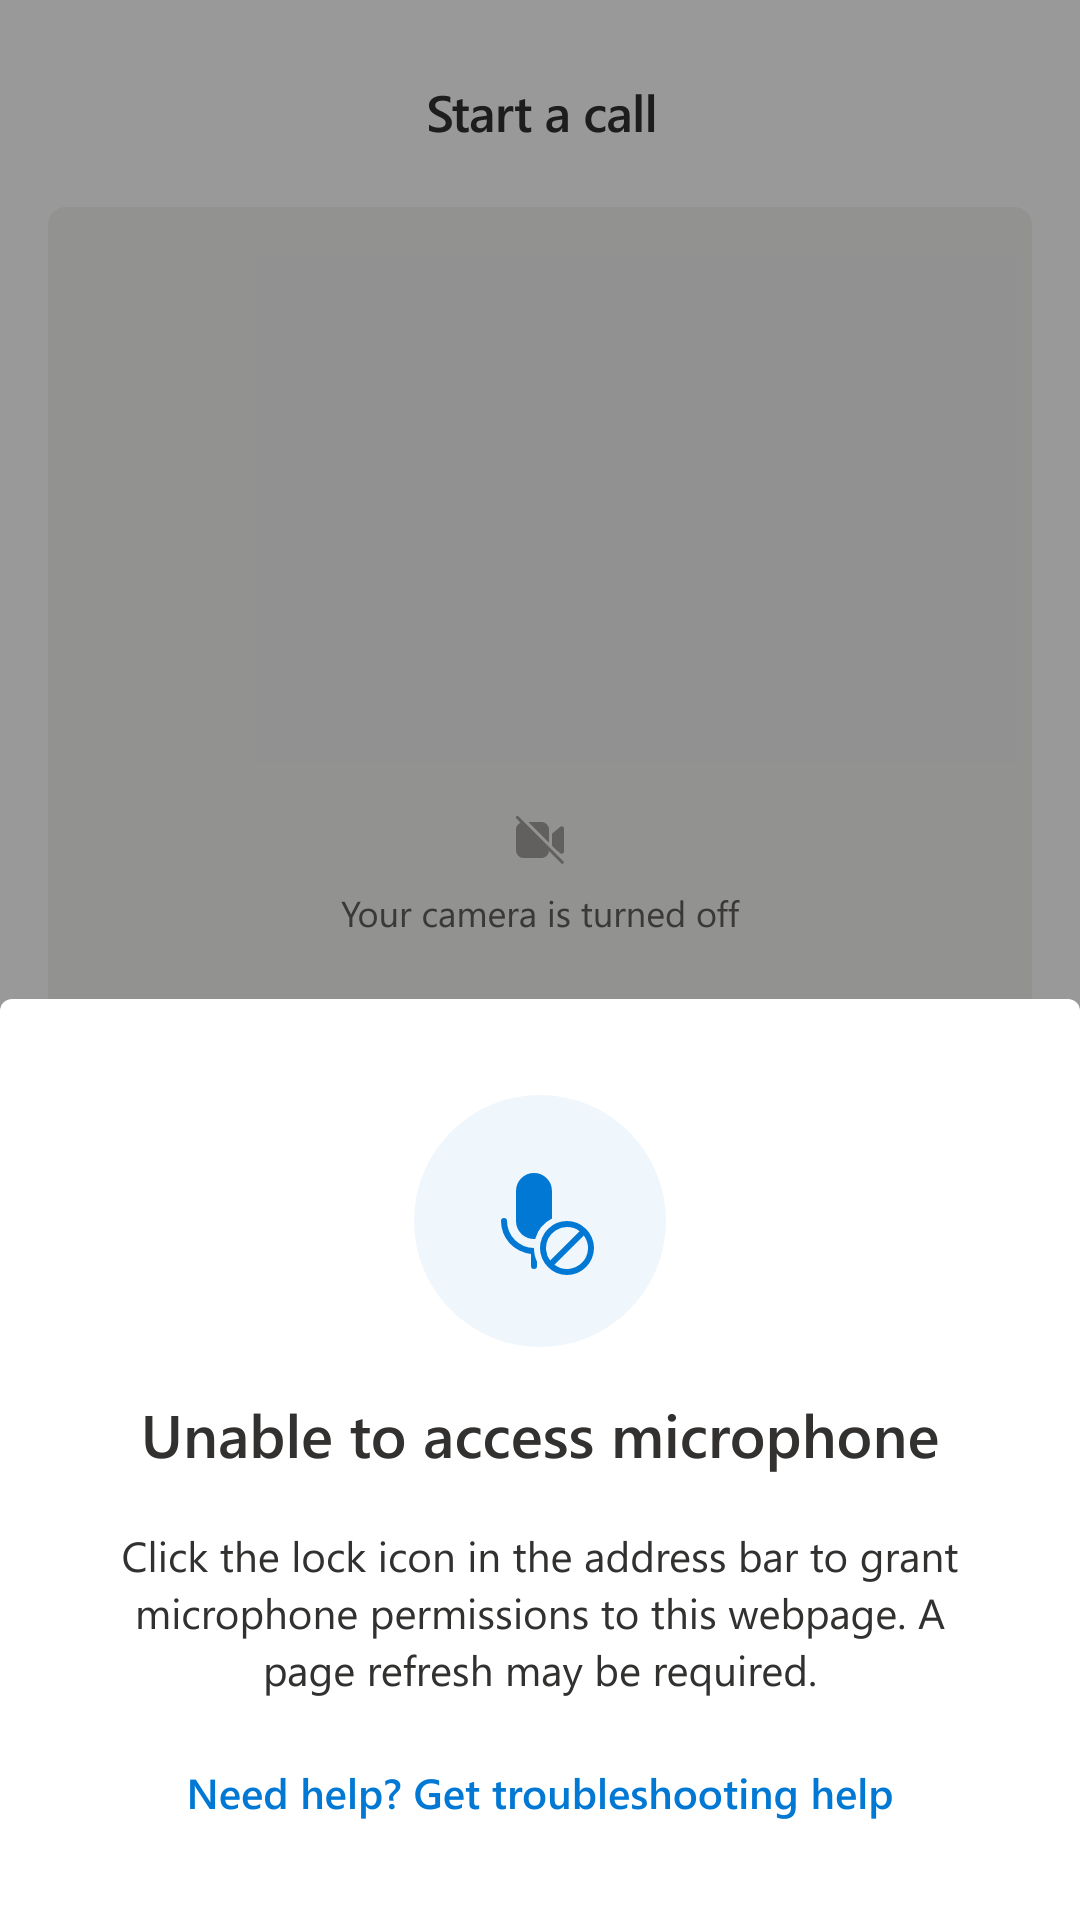 Start a call
Your camera is turned off
Unable to access microphone
Click the lock icon in the address bar to grant
microphone permissions to this webpage. A
page refresh may be required.
Need help? Get troubleshooting help